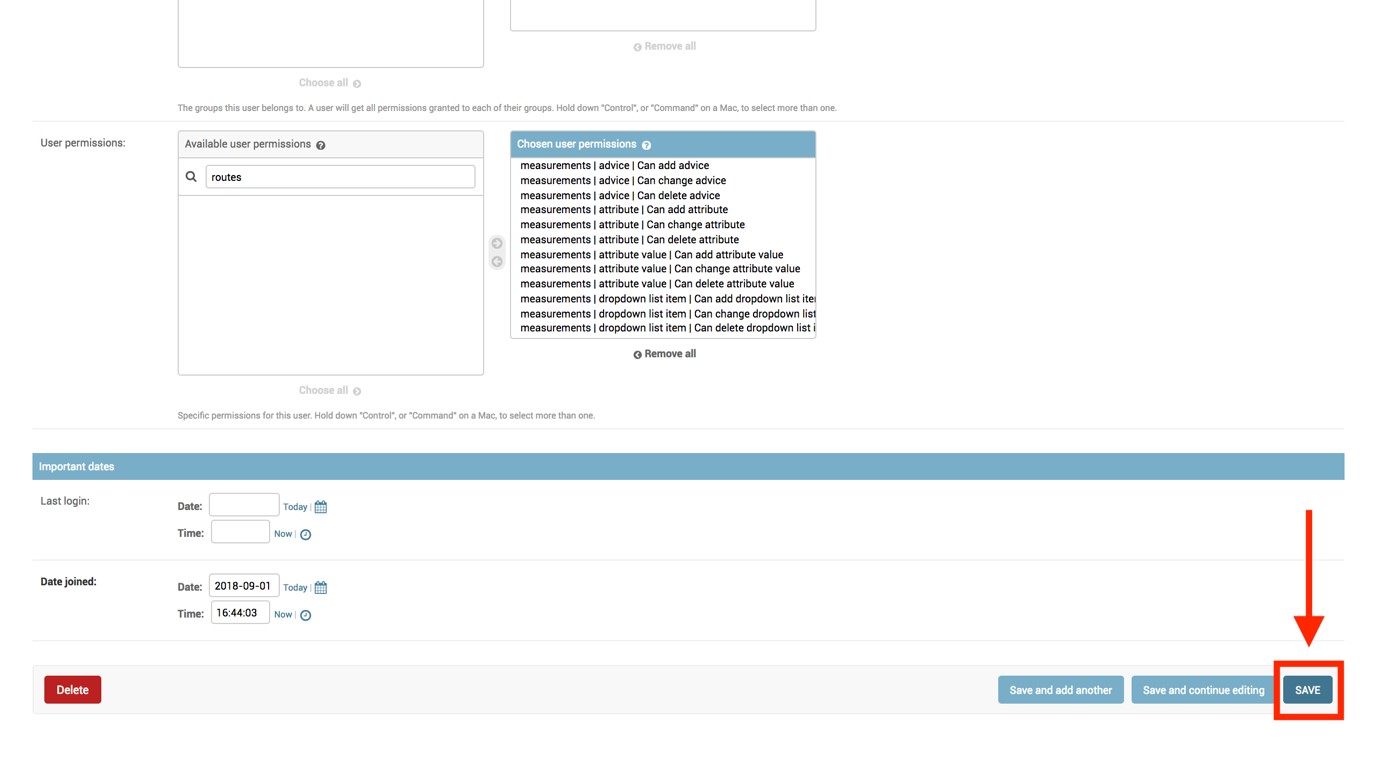 Remove all
Choose all
The groups this user belongs to. A user will get all permissions granted to each of their groups. Hold down "Control", or "Command" on a Mac, to select more than one.
User permissions:
Available user permissions
routes
Choose all
Chosen user permissions
measurements | advice | Can add advice
measurements | advice | Can change advice
measurements | advice | Can delete advice
measurements | attribute | Can add attribute
measurements | attribute | Can change attribute
measurements | attribute | Can delete attribute
measurements | attribute value | Can add attribute value
measurements | attribute value | Can change attribute value
measurements | attribute value | Can delete attribute value
measurements | dropdown list item | Can add dropdown list ite
measurements | dropdown list item | Can change dropdown list
measurements | dropdown list item | Can delete dropdown list i
Remove all
Specific permissions for this user. Hold down "Control", or "Command" on a Mac, to select more than one.
Important dates
Last login:
Date: Today |
Time: Now |
Date joined:
Date: 2018-09-01 Today |
Time: 16:44:03 Now |
Delete Save and add another Save and continue editing SAVE